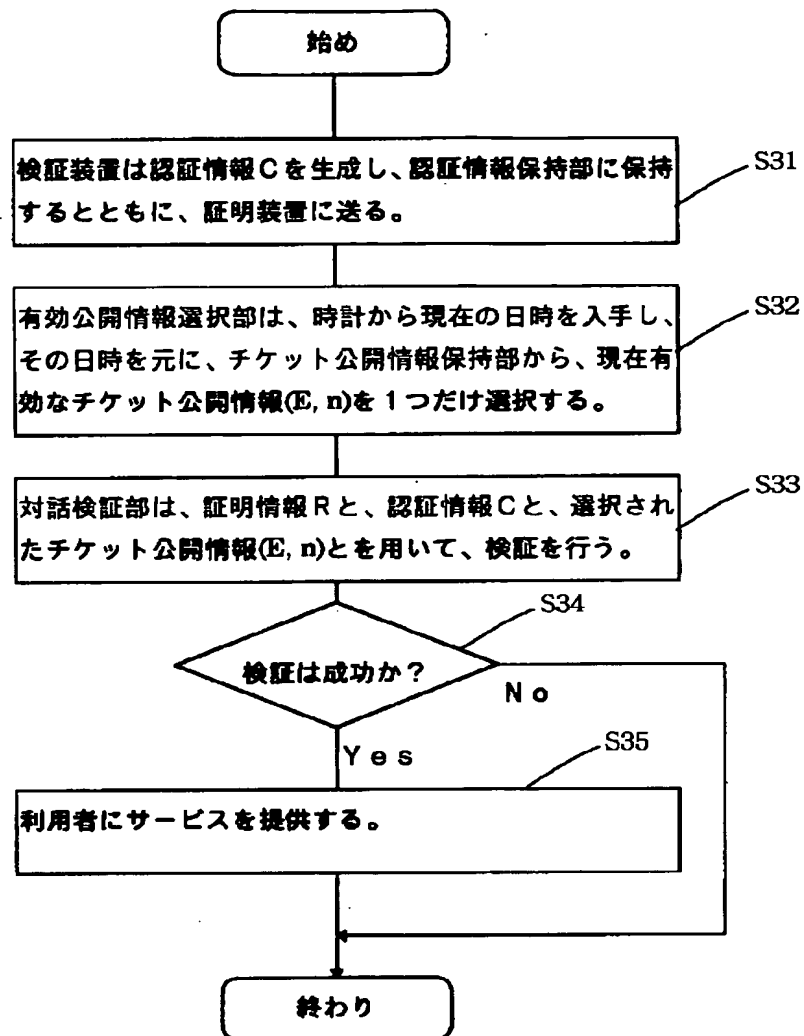 始め
検証装置は認証情報Cを生成し、認証情報保持部に保持
するとともに、証明装置に送る。
S31
有効公開情報選択部は、時計から現在の日時を入手し、
その日時を元に、チケット公開情報保持部から、現在有
効なチケット公開情報(E, n)を1つだけ選択する。
S32
対話検証部は、証明情報Rと、認証情報Cと、選択され
たチケット公開情報(E, n)とを用いて、検証を行う。
S33
検証は成功か?
S34
No
Yes
利用者にサービスを提供する。
S35
終わり